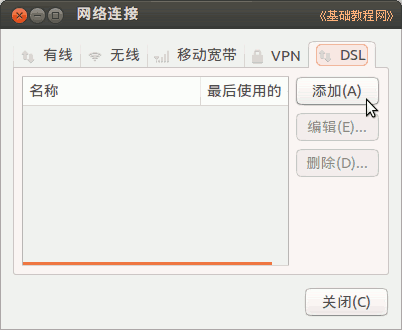 网络连接
《基础教程网》
有线 无线 移动宽带 VPN DSL
名称 最后使用的
添加(A)
编辑(E)...
删除(D)...
关闭(C)